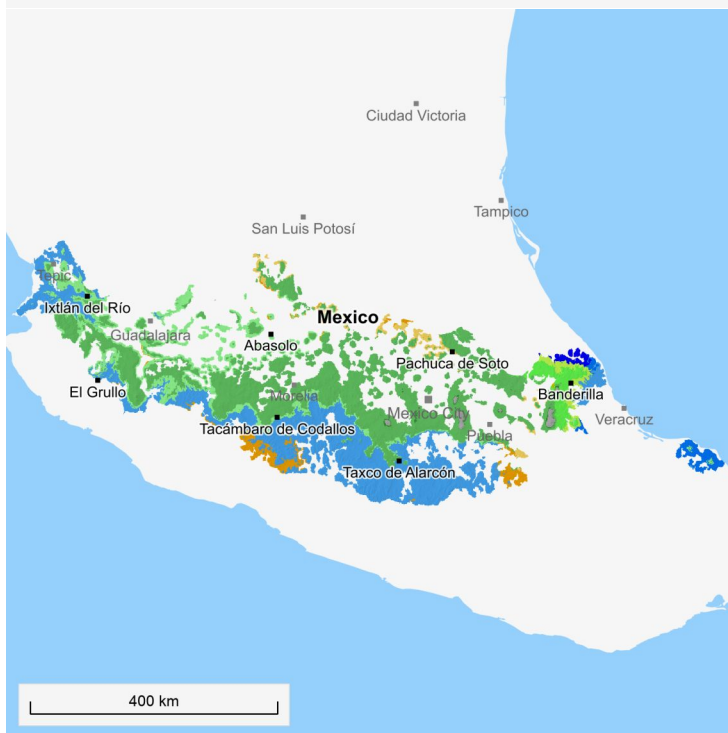 Ciudad Victoria
Tampico
San Luis Potosí
Tepic
Ixtlán del Río
Mexico
Guadalajara
Abasolo
Pachuca de Soto
El Grullo
Morelia
Banderilla
Mexico City
Veracruz
Tacámbaro de Codallos
Puebla
Taxco de Alarcón
400 km